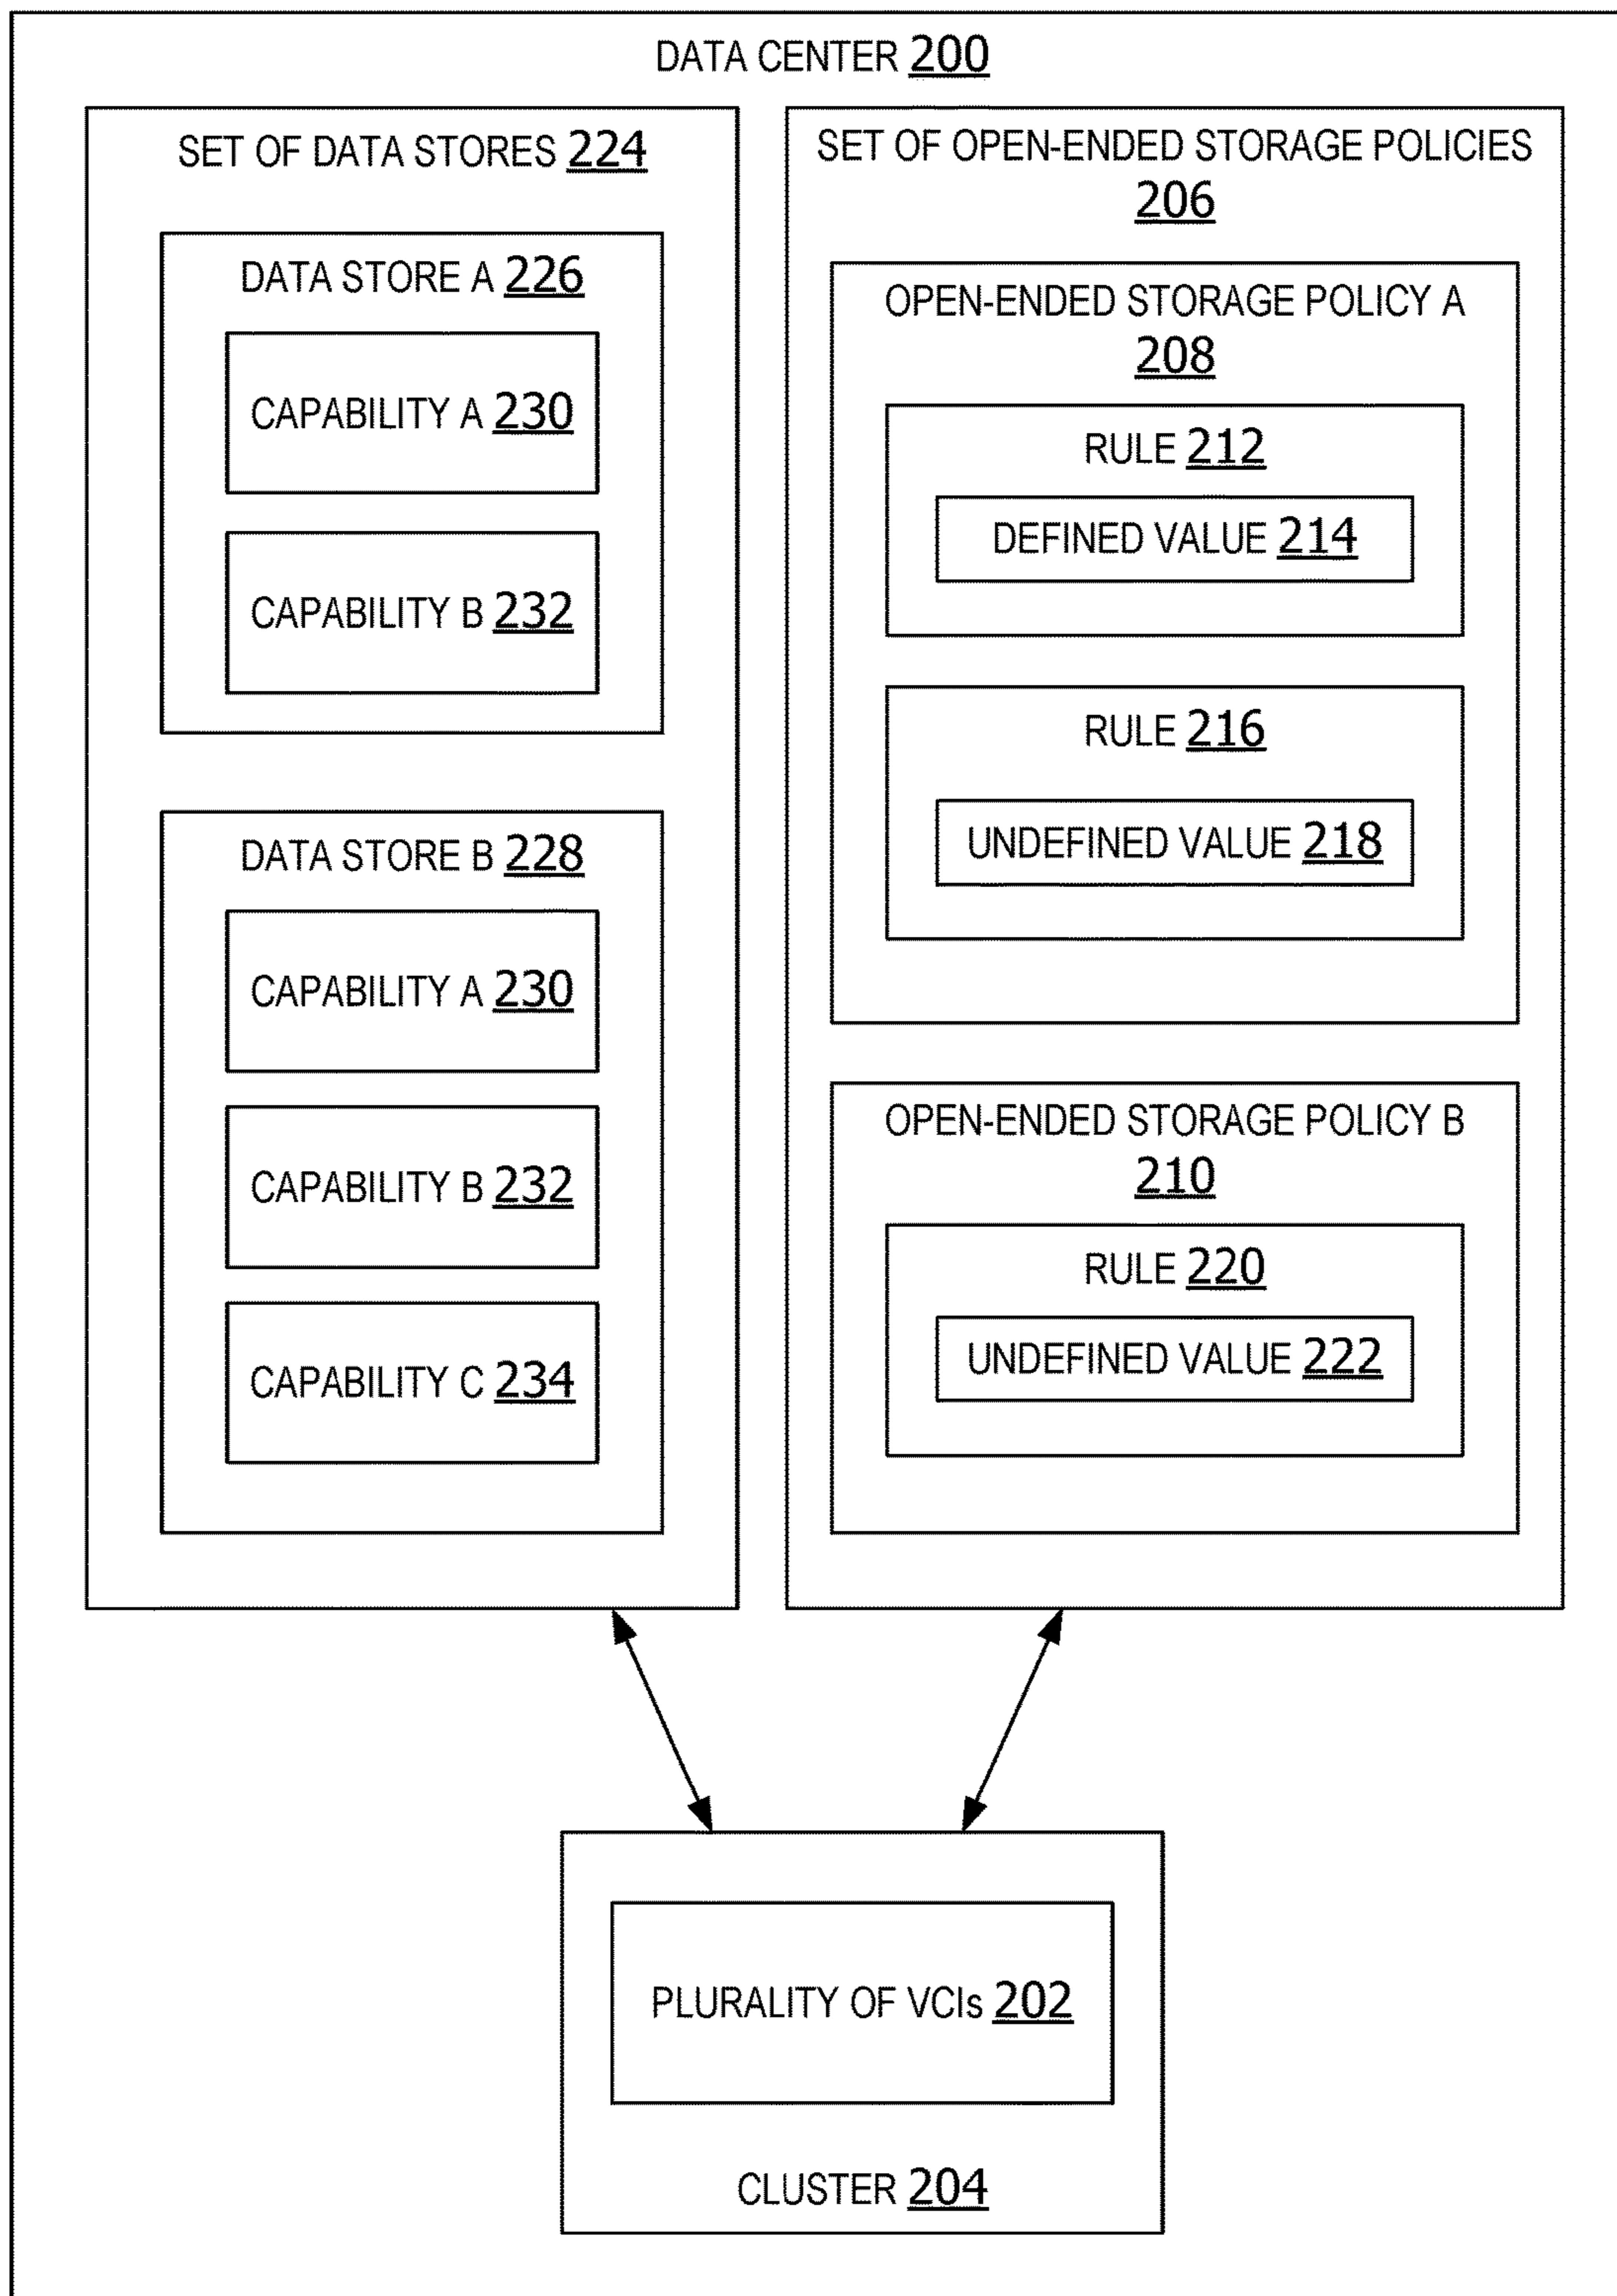 DATA CENTER 200
SET OF DATA STORES 224
DATA STORE A 226
CAPABILITY A 230
CAPABILITY B 232
DATA STORE B 228
CAPABILITY A 230
CAPABILITY B 232
CAPABILITY C 234
SET OF OPEN-ENDED STORAGE POLICIES
206
OPEN-ENDED STORAGE POLICY A
208
RULE 212
DEFINED VALUE 214
RULE 216
UNDEFINED VALUE 218
OPEN-ENDED STORAGE POLICY B
210
RULE 220
UNDEFINED VALUE 222
PLURALITY OF VCIs 202
CLUSTER 204